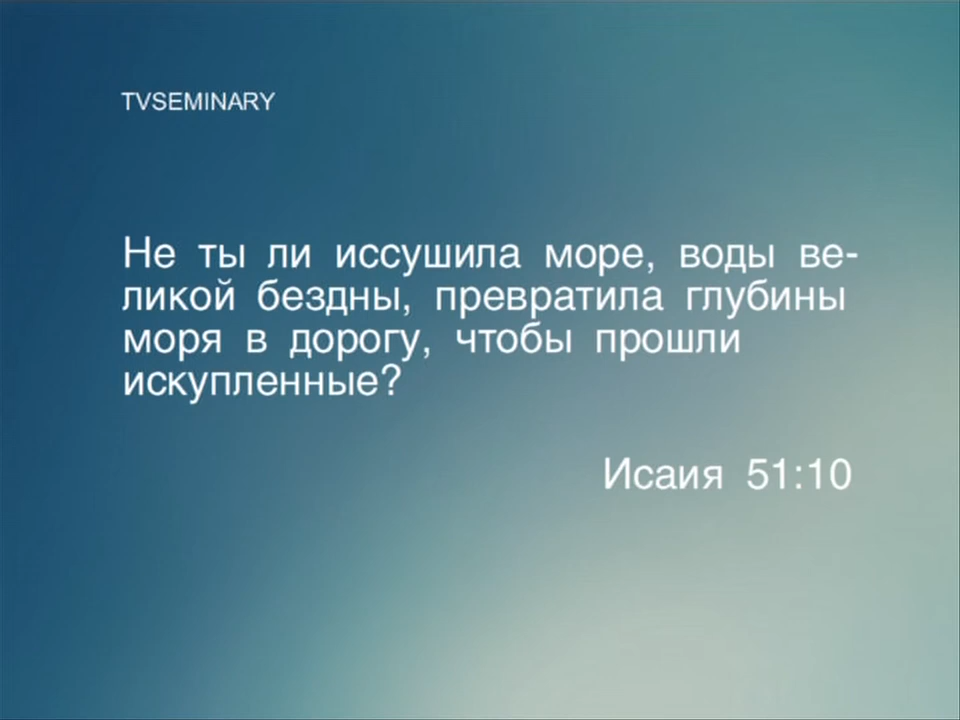 TVSEMINARY
Не ты ли иссушила море, воды ве-
ликой бездны, превратила глубины
моря в дорогу, чтобы прошли
искупленные?
Исаия 51:10